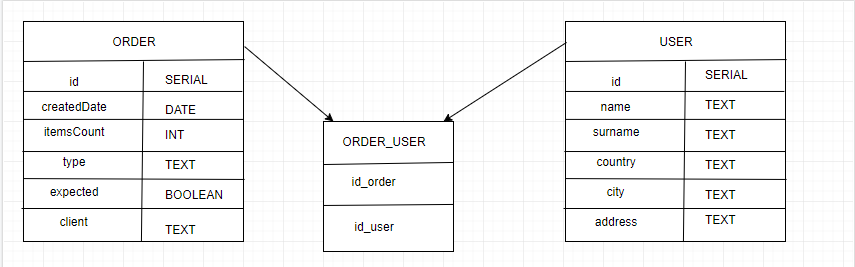 ORDER
id SERIAL
createdDate DATE
itemsCount INT
type TEXT
expected BOOLEAN
client TEXT
ORDER_USER
id_order
id_user
USER
id SERIAL
name TEXT
surname TEXT
country TEXT
city TEXT
address TEXT